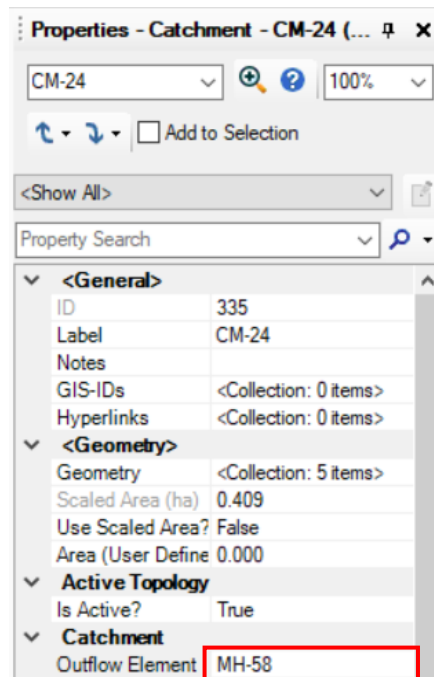 Properties - Catchment - CM-24 (...
CM-24 100%
Add to Selection
<Show All>
Property Search
<General>
ID 335
Label CM-24
Notes
GIS-IDs <Collection: 0 items>
Hyperlinks <Collection: 0 items>
<Geometry>
Geometry <Collection: 5 items>
Scaled Area (ha) 0.409
Use Scaled Area? False
Area (User Define 0.000
Active Topology
Is Active? True
Catchment
Outflow Element MH-58